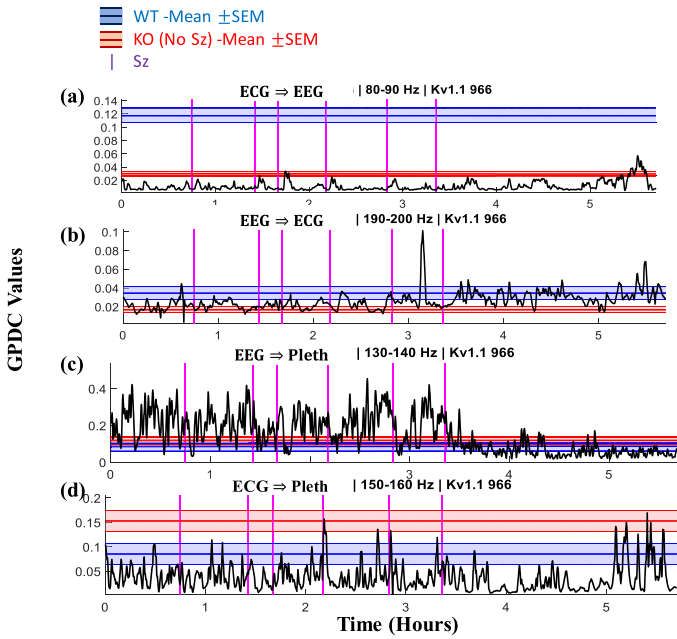 WT -Mean ±SEM
KO (No Sz) -Mean ±SEM
Sz
(a) ECG ⇒ EEG | 80-90 Hz | Kv1.1 966
0.14
0.12
0.1
0.08
0.06
0.04
0.02
0 1 2 3 4 5
(b) EEG ⇒ ECG | 190-200 Hz | Kv1.1 966
0.1
0.08
0.06
0.04
0.02
0 1 2 3 4 5
GPDC Values
(c) EEG ⇒ Pleth | 130-140 Hz | Kv1.1 966
0.4
0.2
0
0 1 2 3 4 5
(d) ECG ⇒ Pleth | 150-160 Hz | Kv1.1 966
0.2
0.15
0.1
0.05
0 1 2 3 4 5
Time (Hours)